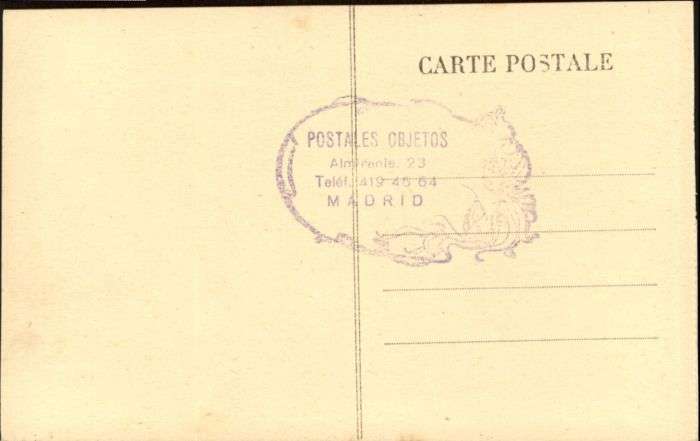 CARTE POSTALE
POSTALES OBJETOS
Almirante, 23
Teléf. 419 45 64
MADRID